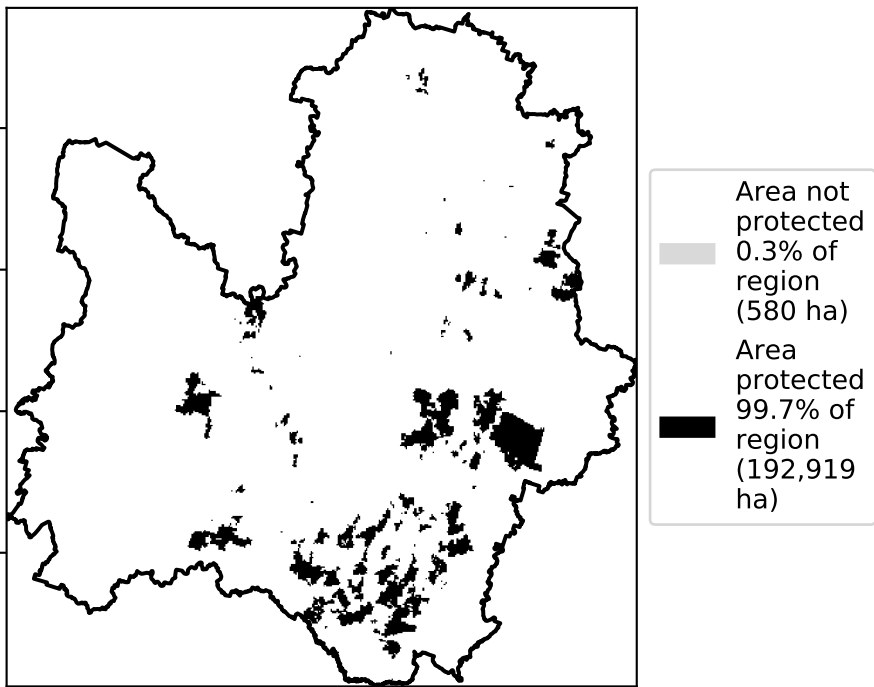 Area not
protected
0.3% of
region
(580 ha)
Area
protected
99.7% of
region
(192,919
ha)